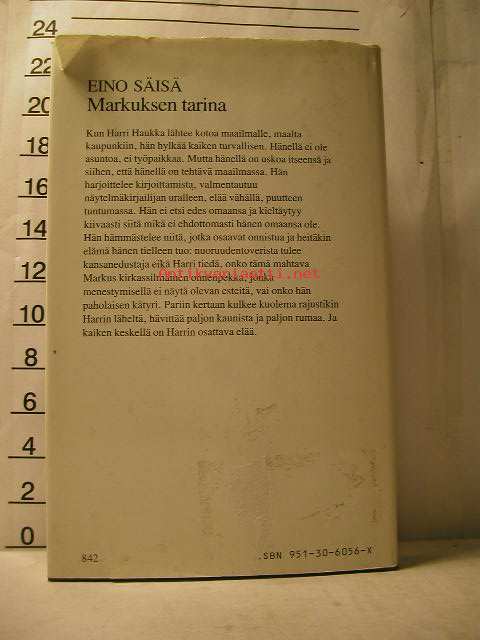 24
22
20
18
16
14
12
10
8
6
4
2
0
EINO SÄISÄ
Markuksen tarina
Kun Harri Haukka lähtee kotoa maailmalle, maalta
kaupunkiin, hän hylkää kaiken turvallisen. Hänellä ei ole
asuntoa, ei työpaikkaa. Mutta hänellä on uskoa itseensä ja
siihen, että hänellä on tehtävä maailmassa. Hän
harjoittelee kirjoittamista, valmentautuu
näytelmäkirjailijan uralleen, elää vähällä, puutteen
tuntumassa. Hän ei etsi edes omaansa ja kieltäytyy
kiivaasti siitä mikä ei ehdottomasti hänen omaansa ole.
Hän hämmästelee niitä, jotka osaavat onnistua ja heitäkin
elämä hänen tielleen tuo: nuoruudentoverista tulee
kansanedustaja eikä Harri tiedä, onko tämä mahtava
Markus kirkassilmäinen onnenpekka, jonka
menestymisellä ei näytä olevan esteitä, vai onko hän
paholaisen kätyri. Pariin kertaan kulkee kuolema rajustikin
Harrin läheltä, hävittää paljon kaunista ja paljon rumaa. Ja
kaiken keskellä on Harrin osattava elää.
Antikvariaatti.net
842
.SBN 951-30-6056-X